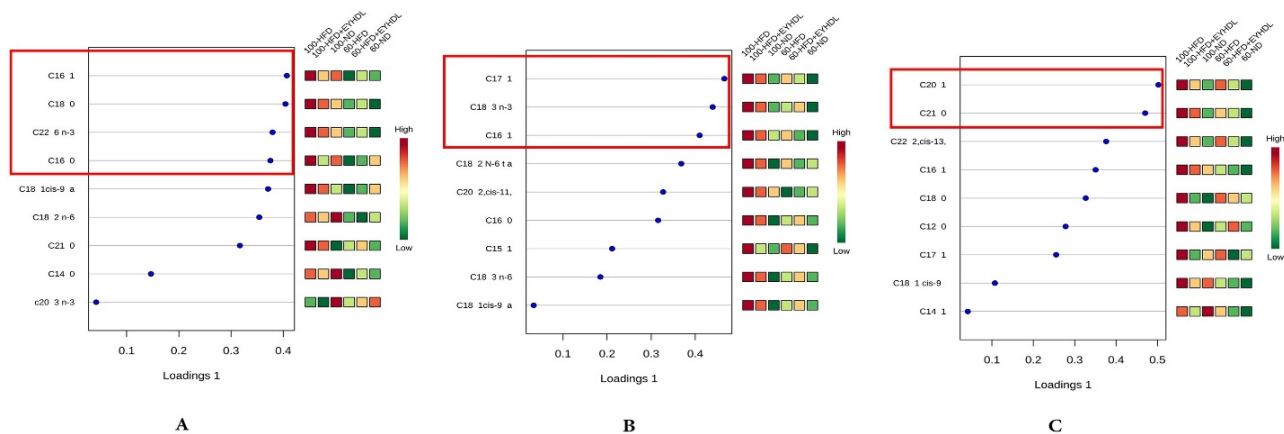 100-HFD
100-HFD+EYHDL
100-ND
60-HFD
60-HFD+EYHDL
60-ND
C16 1
C18 0
C22 6 n-3
C16 0
C18 1cis-9 a
C18 2 n-6
C21 0
C14 0
c20 3 n-3
High
Low
0.1 0.2 0.3 0.4
Loadings 1
A
100-HFD
100-HFD+EYHDL
100-ND
60-HFD
60-HFD+EYHDL
60-ND
C17 1
C18 3 n-3
C16 1
C18 2 N-6 t a
C20 2,cis-11,
C16 0
C15 1
C18 3 n-6
C18 1cis-9 a
High
Low
0.1 0.2 0.3 0.4
Loadings 1
B
100-HFD
100-HFD+EYHDL
100-ND
60-HFD
60-HFD+EYHDL
60-ND
C20 1
C21 0
C22 2,cis-13,
C16 1
C18 0
C12 0
C17 1
C18 1 cis-9
C14 1
High
Low
0.1 0.2 0.3 0.4 0.5
Loadings 1
C